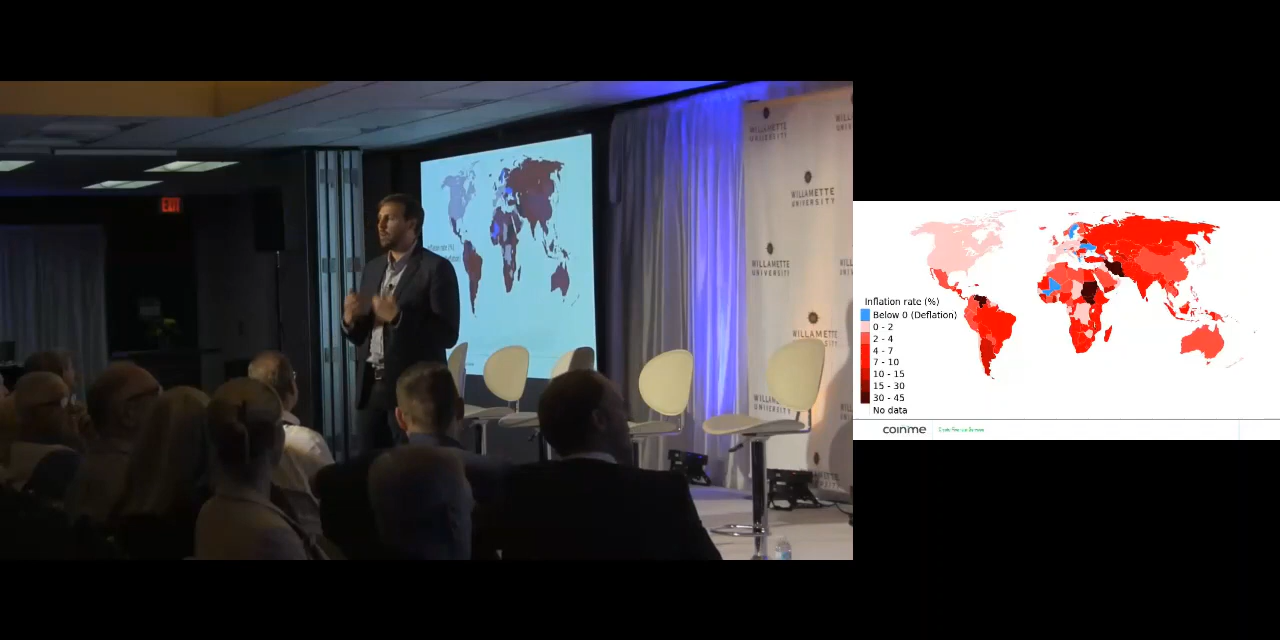 EXIT
WILLAMETTE
UNIVERSITY
WILLAMETTE
UNIVERSITY
WILLAMETTE
UNIVERSITY
WILLAMETTE
Inflation rate (%)
Below 0 (Deflation)
0 - 2
2 - 4
4 - 7
7 - 10
10 - 15
15 - 30
30 - 45
No data
coinme